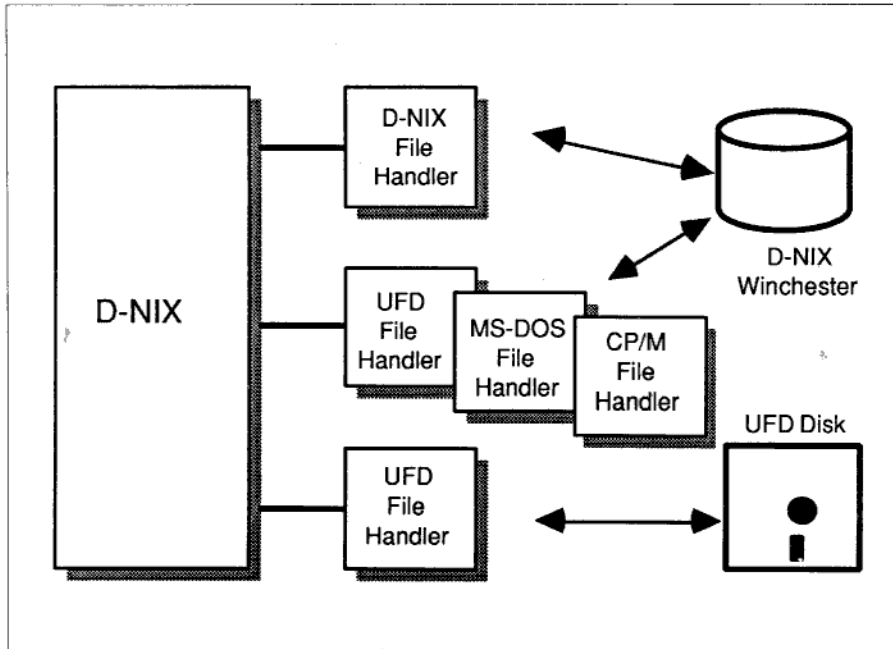 D-NIX
D-NIX
File
Handler
UFD
File
Handler
MS-DOS
File
Handler
CP/M
File
Handler
UFD
File
Handler
D-NIX
Winchester
UFD Disk